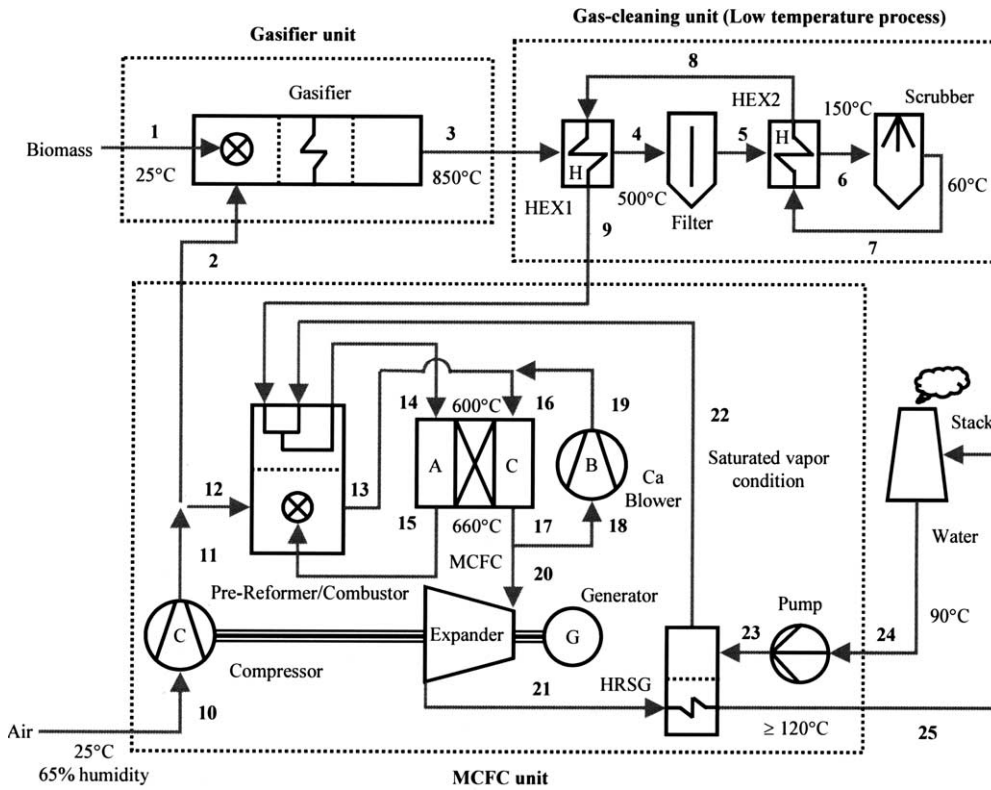 Gas-cleaning unit (Low temperature process)
Gasifier unit
8
Gasifier
HEX2
150°C
Scrubber
1
3
4
5
H
Biomass
H
6
25°C
850°C
500°C
60°C
HEX1
Filter
9
7
2
14
600°C
16
19
22
Stack
A
C
B
Saturated vapor
condition
12
13
Ca
Blower
15
660°C
17
18
Water
11
MCFC
20
Pre-Reformer/Combustor
Generator
Pump
90°C
C
Expander
G
23
24
Compressor
HRSG
10
21
Air
≥ 120°C
25
25°C
65% humidity
MCFC unit